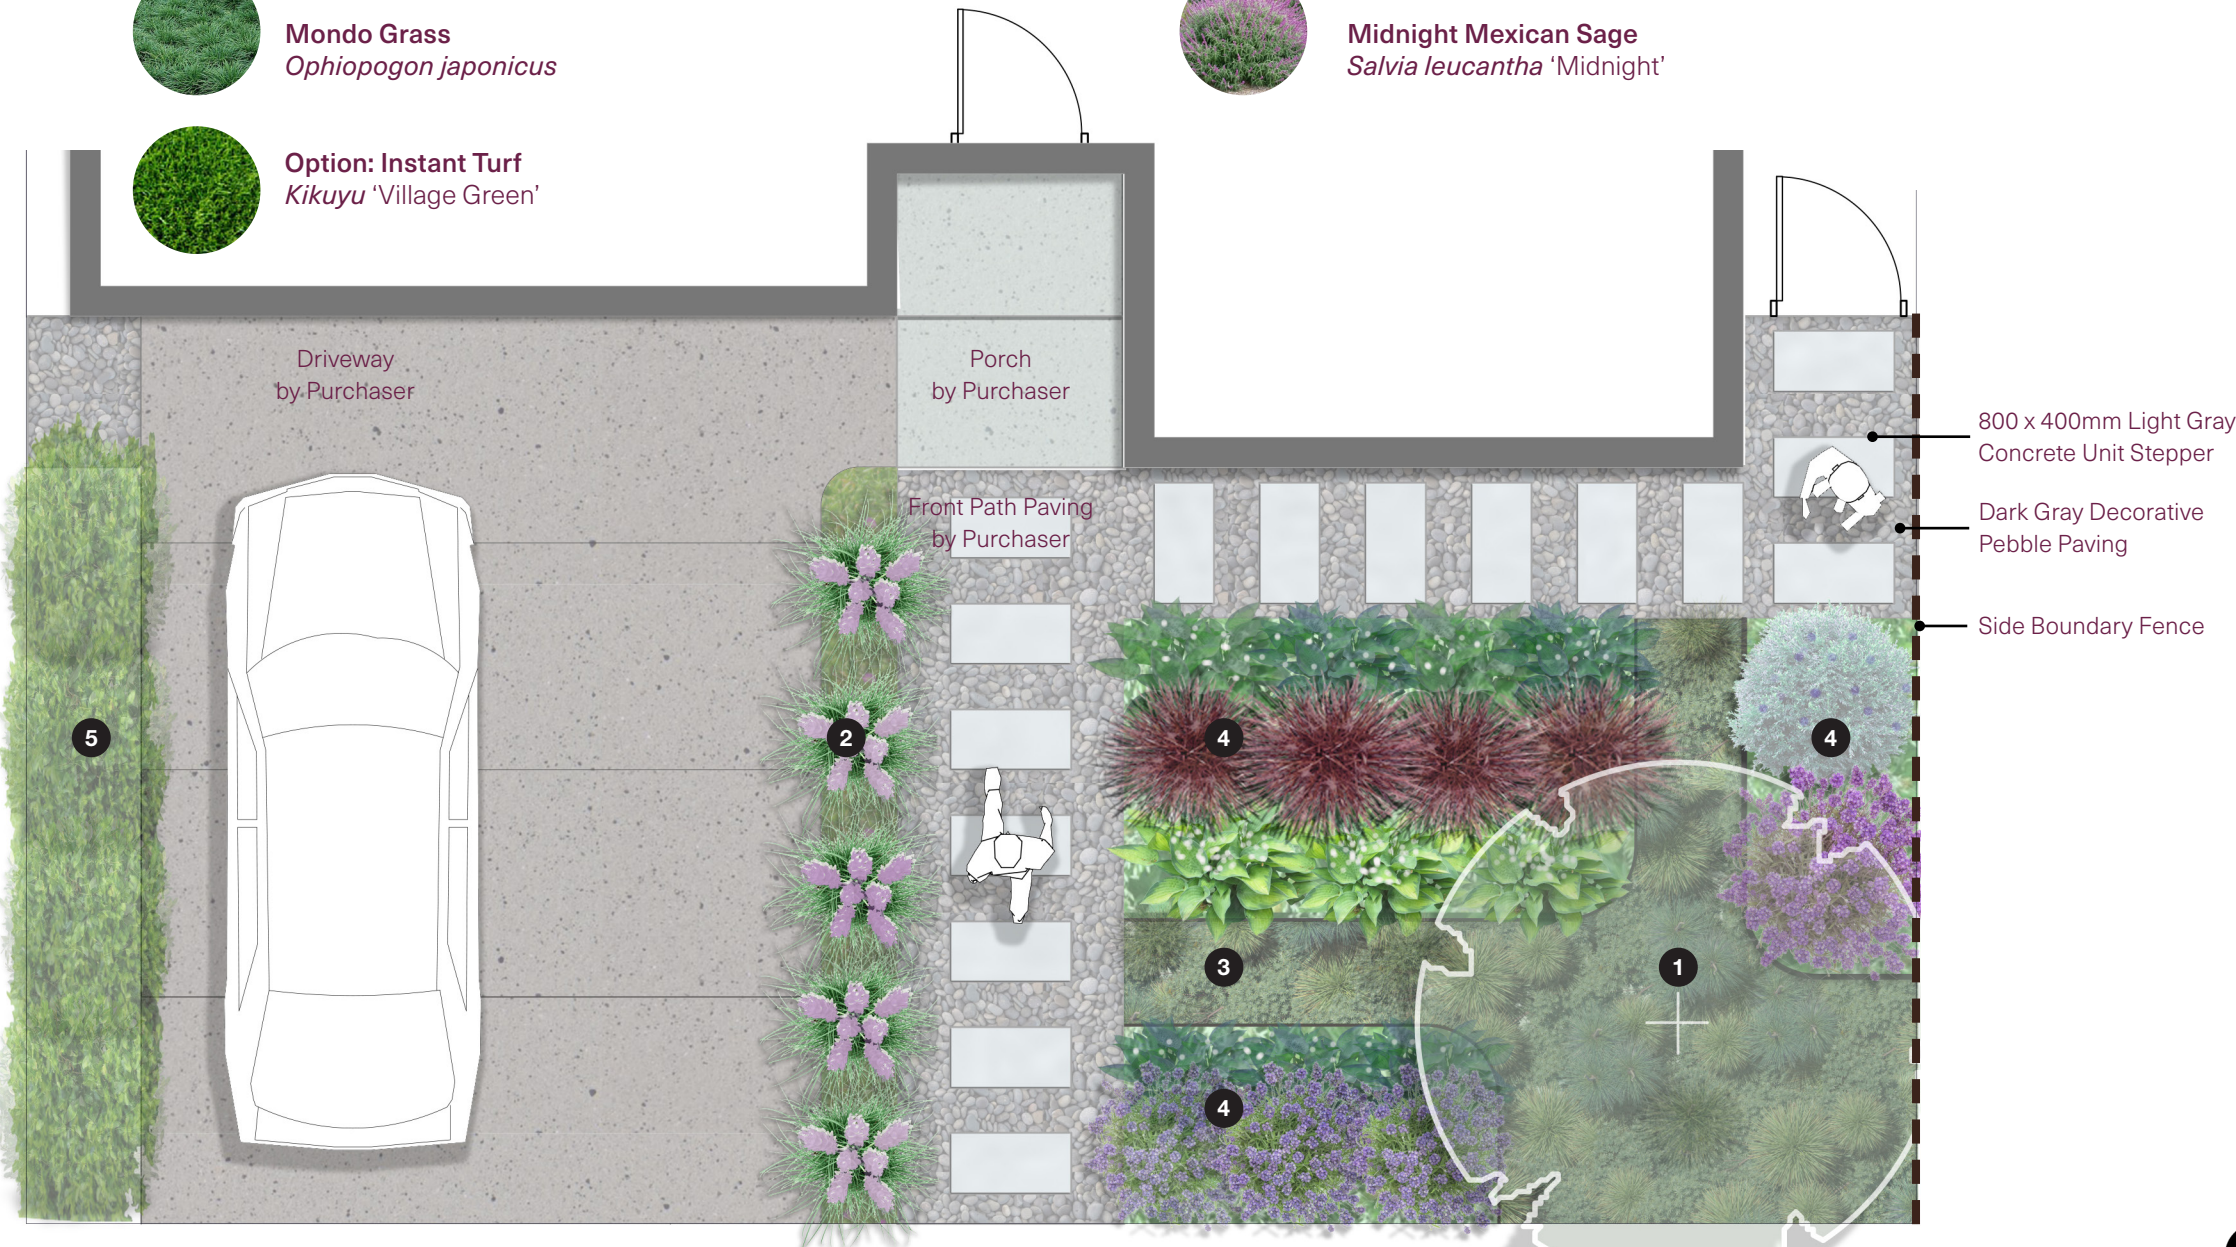 Mondo Grass
Ophiopogon japonicus
Midnight Mexican Sage
Salvia leucantha ‘Midnight’
Option: Instant Turf
Kikuyu ‘Village Green’
Driveway
by Purchaser
Porch
by Purchaser
800 x 400mm Light Gray
Concrete Unit Stepper
Front Path Paving
by Purchaser
Dark Gray Decorative
Pebble Paving
Side Boundary Fence
5
2
4
4
3
1
4